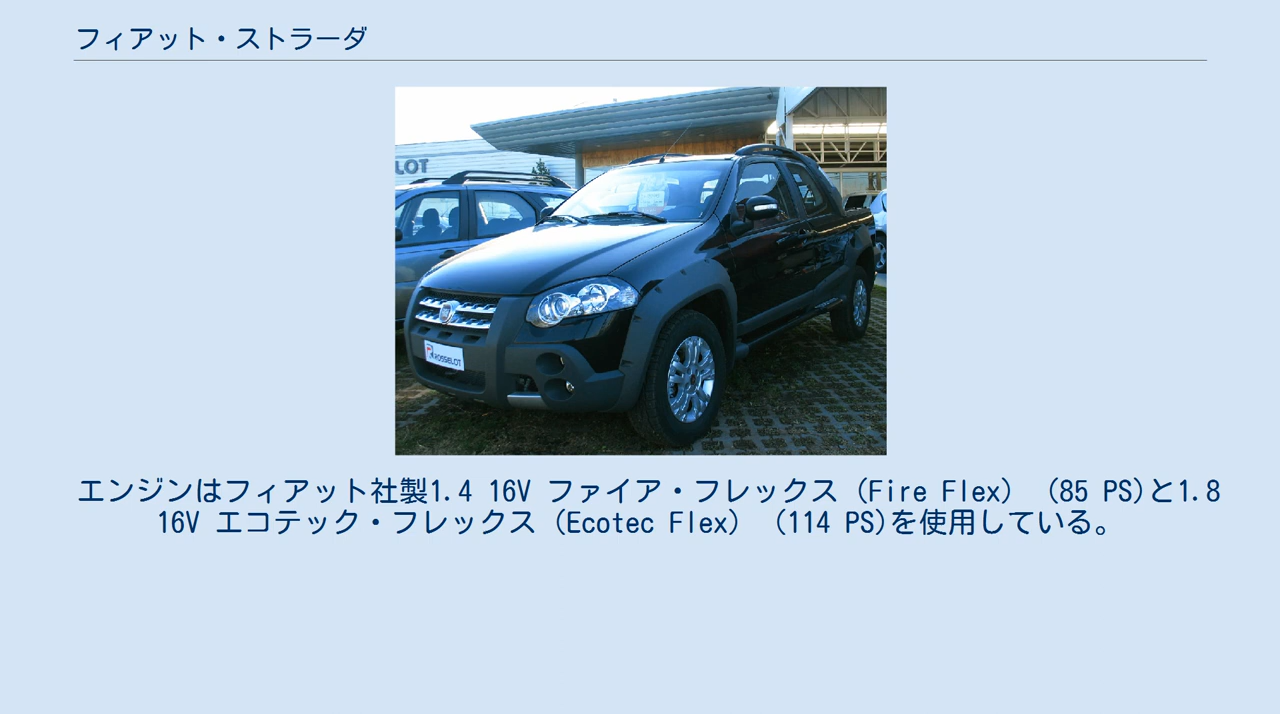 フィアット・ストラーダ
LOT
ROSSELOT
エンジンはフィアット社製1.4 16V ファイア・フレックス（Fire Flex） (85 PS)と1.8
16V エコテック・フレックス（Ecotec Flex） (114 PS)を使用している。